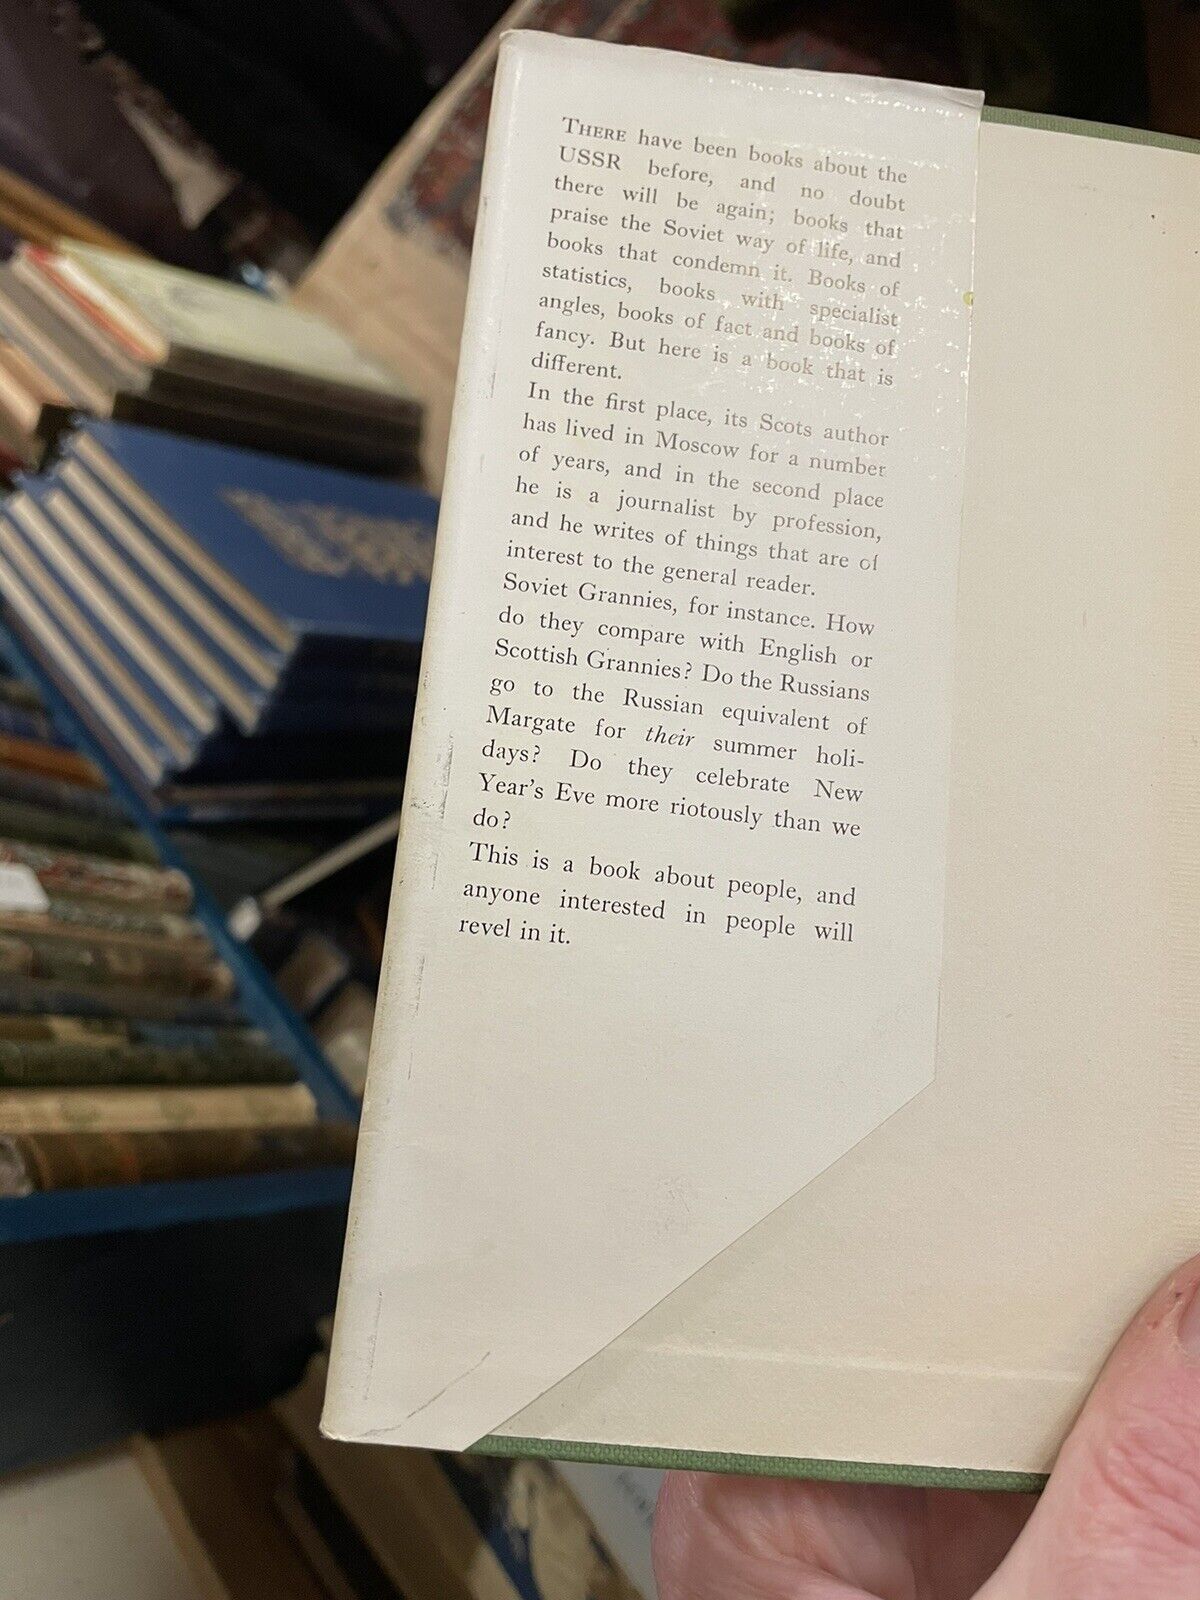 THERE have been books about the
USSR before, and no doubt
there will be again; books that
praise the Soviet way of life, and
books that condemn it. Books of
statistics, books with specialist
angles, books of fact and books of
fancy. But here is a book that is
different.
In the first place, its Scots author
has lived in Moscow for a number
of years, and in the second place
he is a journalist by profession,
and he writes of things that are of
interest to the general reader.
Soviet Grannies, for instance. How
do they compare with English or
Scottish Grannies? Do the Russians
go to the Russian equivalent of
Margate for their summer holi-
days? Do they celebrate New
Year's Eve more riotously than we
do?
This is a book about people, and
anyone interested in people will
revel in it.